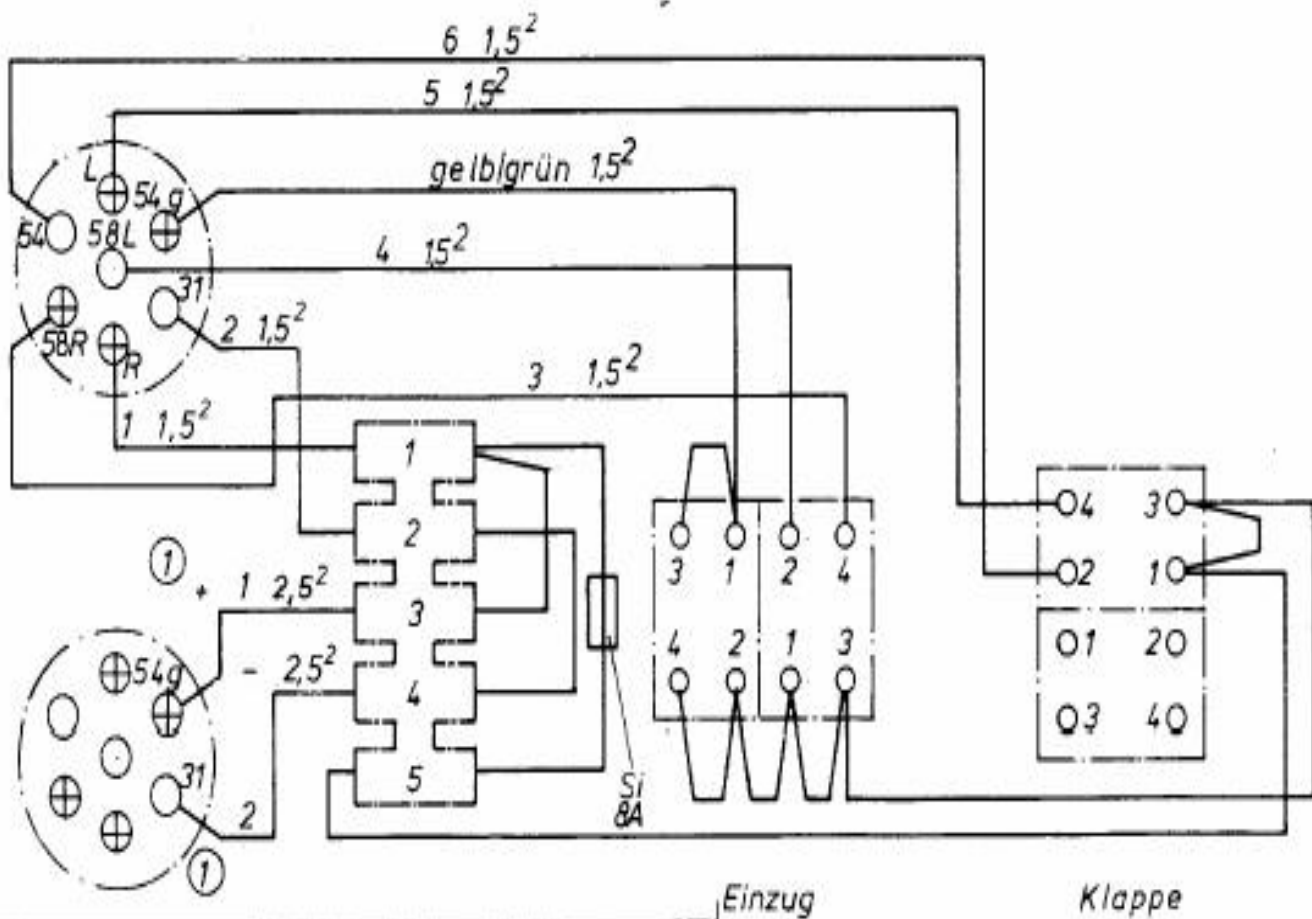 6 1,5²
5 1,5²
gelb/grün 1,5²
L
54g
54
58L
4 1,5²
31
58R
R
2 1,5²
3 1,5²
1 1,5²
1
2
3
4
5
①
+ 1 2,5²
54g
- 2,5²
31
2
①
Si
8A
3 1 2 4
4 2 1 3
4 3
2 1
1 2
3 4
Einzug
Klappe